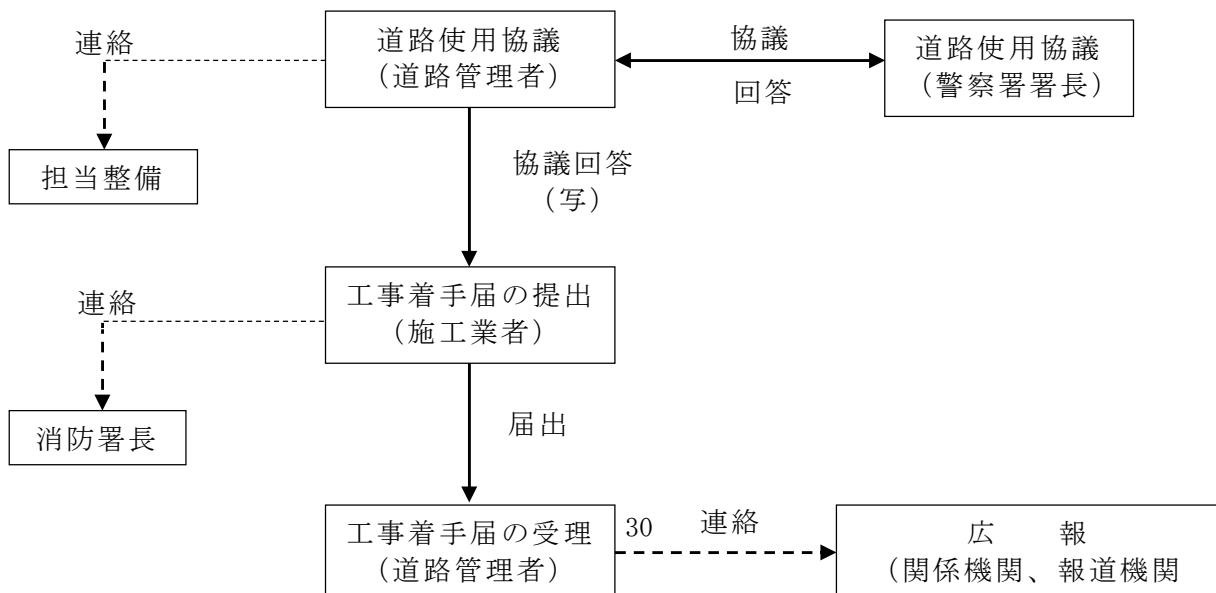 連絡
道路使用協議
(道路管理者)
協議
回答
道路使用協議
(警察署署長)
担当整備
協議回答
(写)
連絡
工事着手届の提出
(施工業者)
消防署長
届出
工事着手届の受理
(道路管理者)
30 連絡
広 報
(関係機関、報道機関